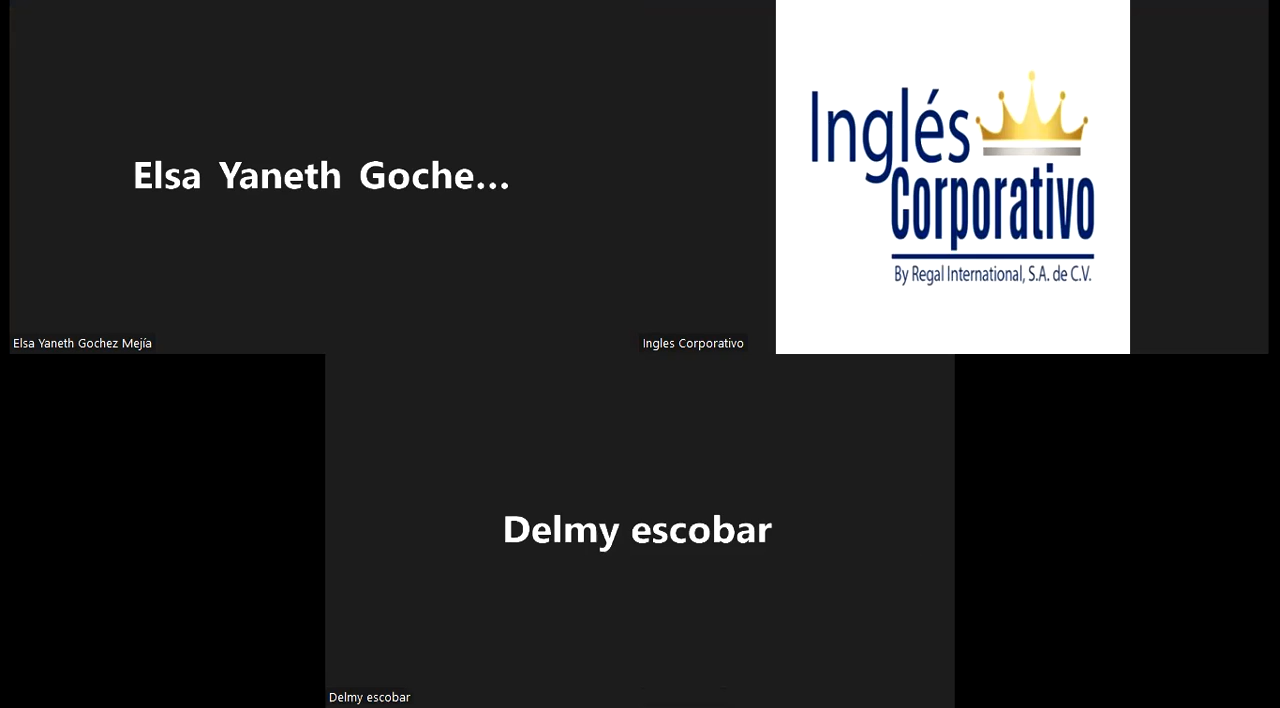 Elsa Yaneth Goche...
Inglés
Corporativo
By Regal International, S.A. de C.V.
Elsa Yaneth Gochez Mejía
Ingles Corporativo
Delmy escobar
Delmy escobar